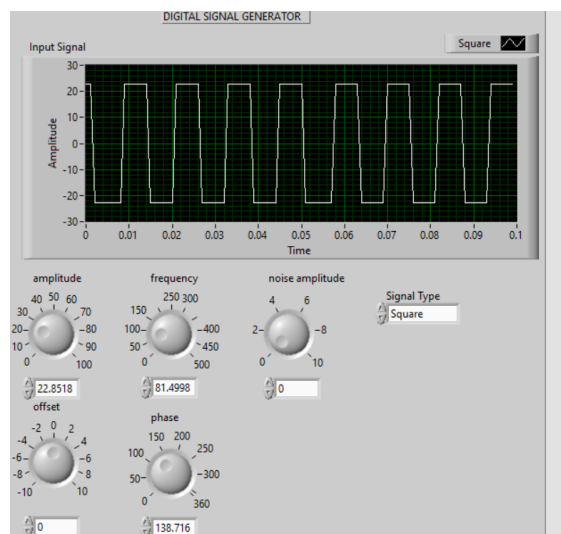 DIGITAL SIGNAL GENERATOR
Input Signal
Square
30
20
10
0
-10
-20
-30
Amplitude
0 0.01 0.02 0.03 0.04 0.05 0.06 0.07 0.08 0.09 0.1
Time
amplitude
0 10 20 30 40 50 60 70 80 90 100
22.8518
frequency
0 50 100 150 250 300 400 450 500
81.4998
noise amplitude
0 2 4 6 8 10
0
Signal Type
Square
offset
-10 -8 -6 -4 -2 0 2 4 6 8 10
0
phase
0 50 100 150 200 250 300 360
138.716